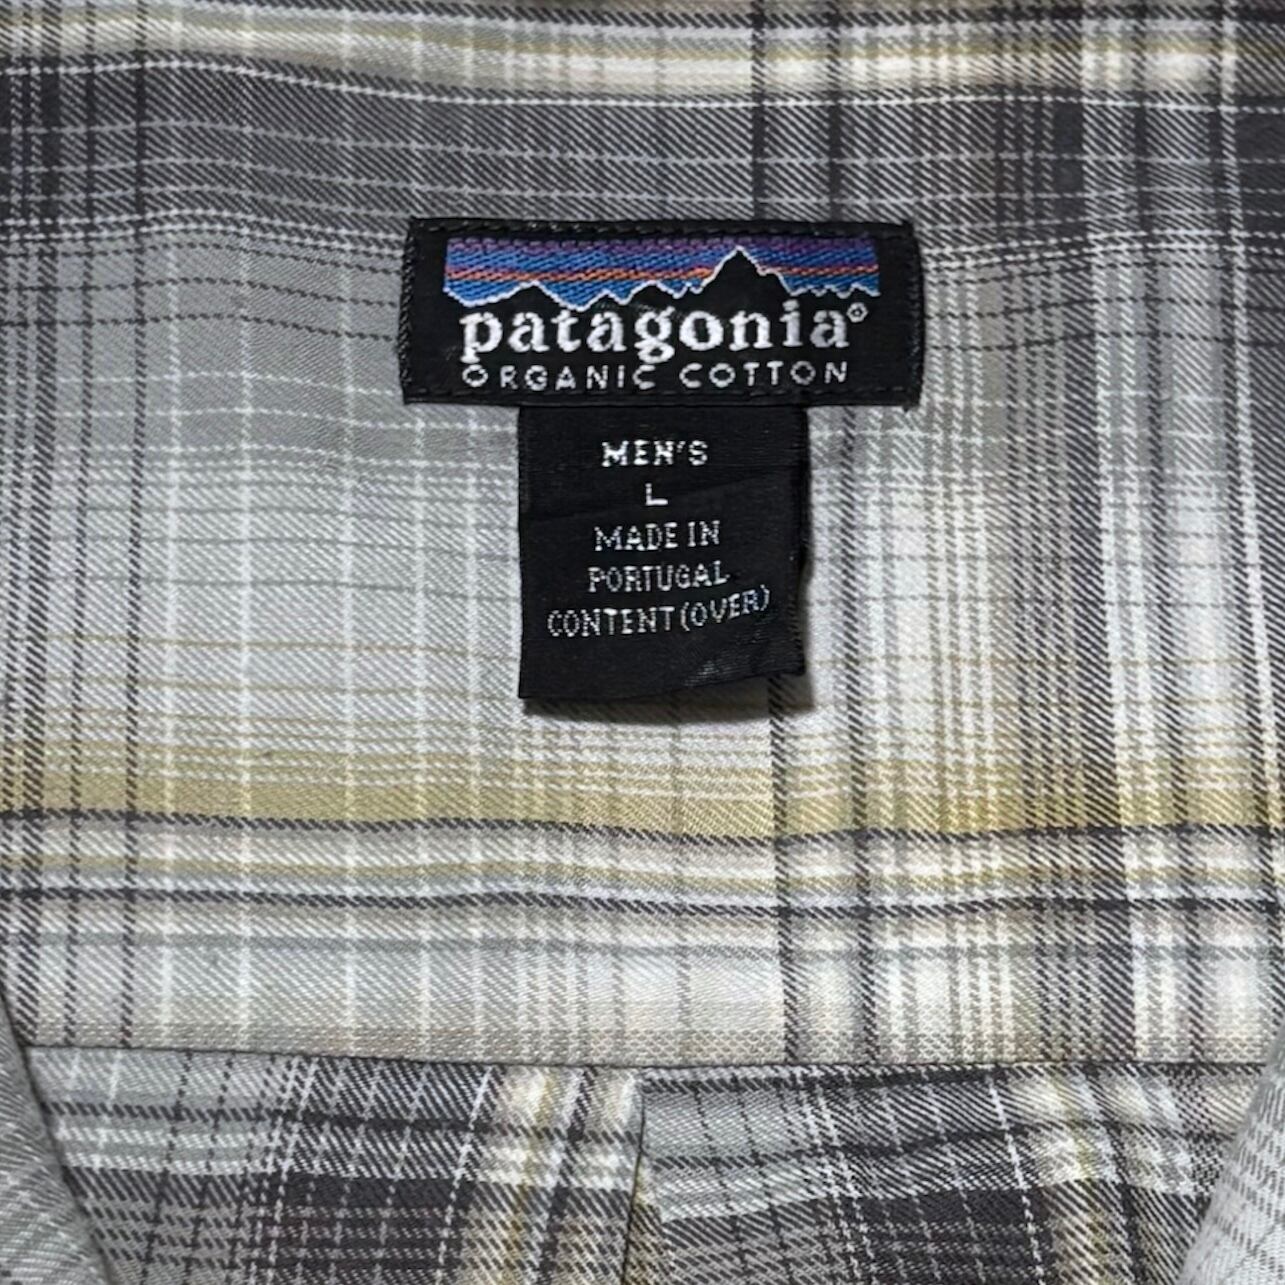 patagonia®
ORGANIC COTTON
MEN'S
L
MADE IN
PORTUGAL
CONTENT (OVER)